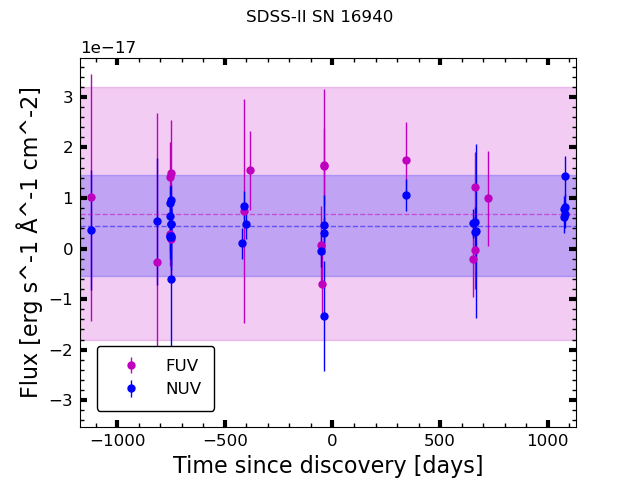 SDSS-II SN 16940
1e−17
Flux [erg s^-1 Å^-1 cm^-2]
3
2
1
0
−1
−2
−3
FUV
NUV
−1000 −500 0 500 1000
Time since discovery [days]